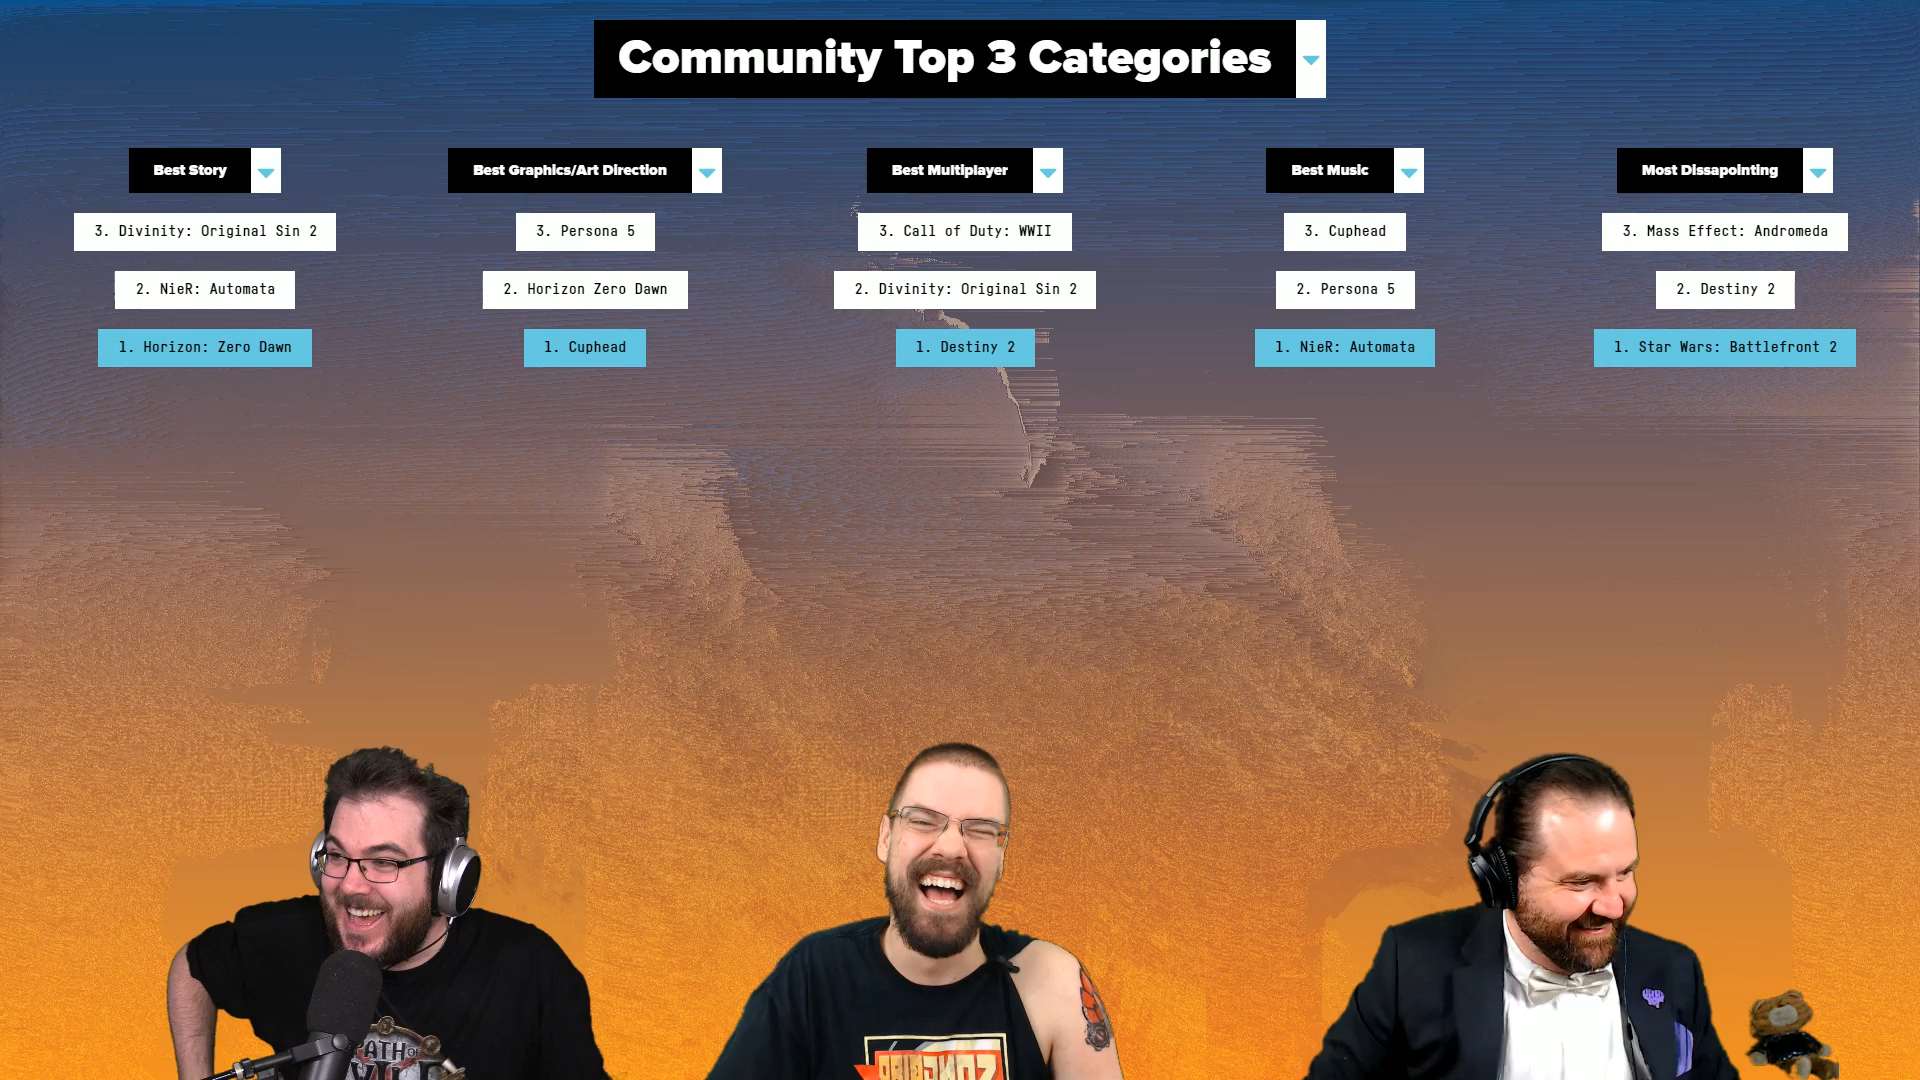 Community Top 3 Categories
Best Story
3. Divinity: Original Sin 2
2. NieR: Automata
1. Horizon: Zero Dawn
Best Graphics/Art Direction
3. Persona 5
2. Horizon Zero Dawn
1. Cuphead
Best Multiplayer
3. Call of Duty: WWII
2. Divinity: Original Sin 2
1. Destiny 2
Best Music
3. Cuphead
2. Persona 5
1. NieR: Automata
Most Dissapointing
3. Mass Effect: Andromeda
2. Destiny 2
1. Star Wars: Battlefront 2
PATH OF